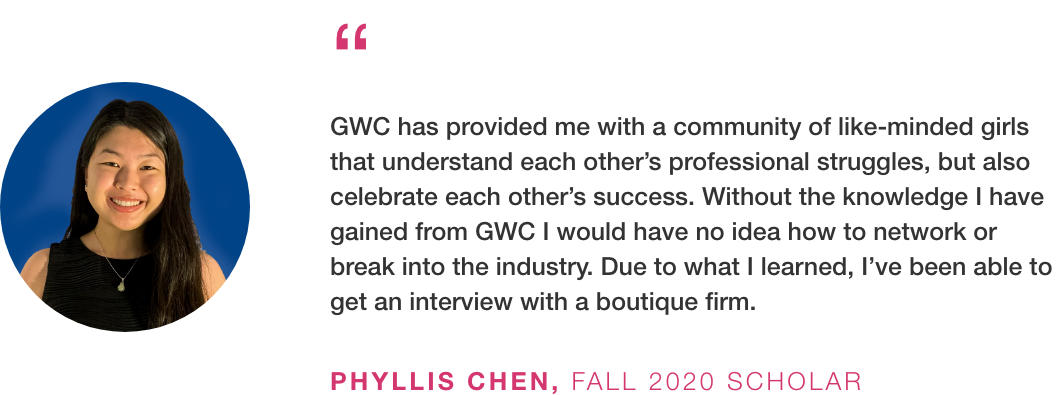 “
GWC has provided me with a community of like-minded girls
that understand each other’s professional struggles, but also
celebrate each other’s success. Without the knowledge I have
gained from GWC I would have no idea how to network or
break into the industry. Due to what I learned, I’ve been able to
get an interview with a boutique firm.
PHYLLIS CHEN, FALL 2020 SCHOLAR